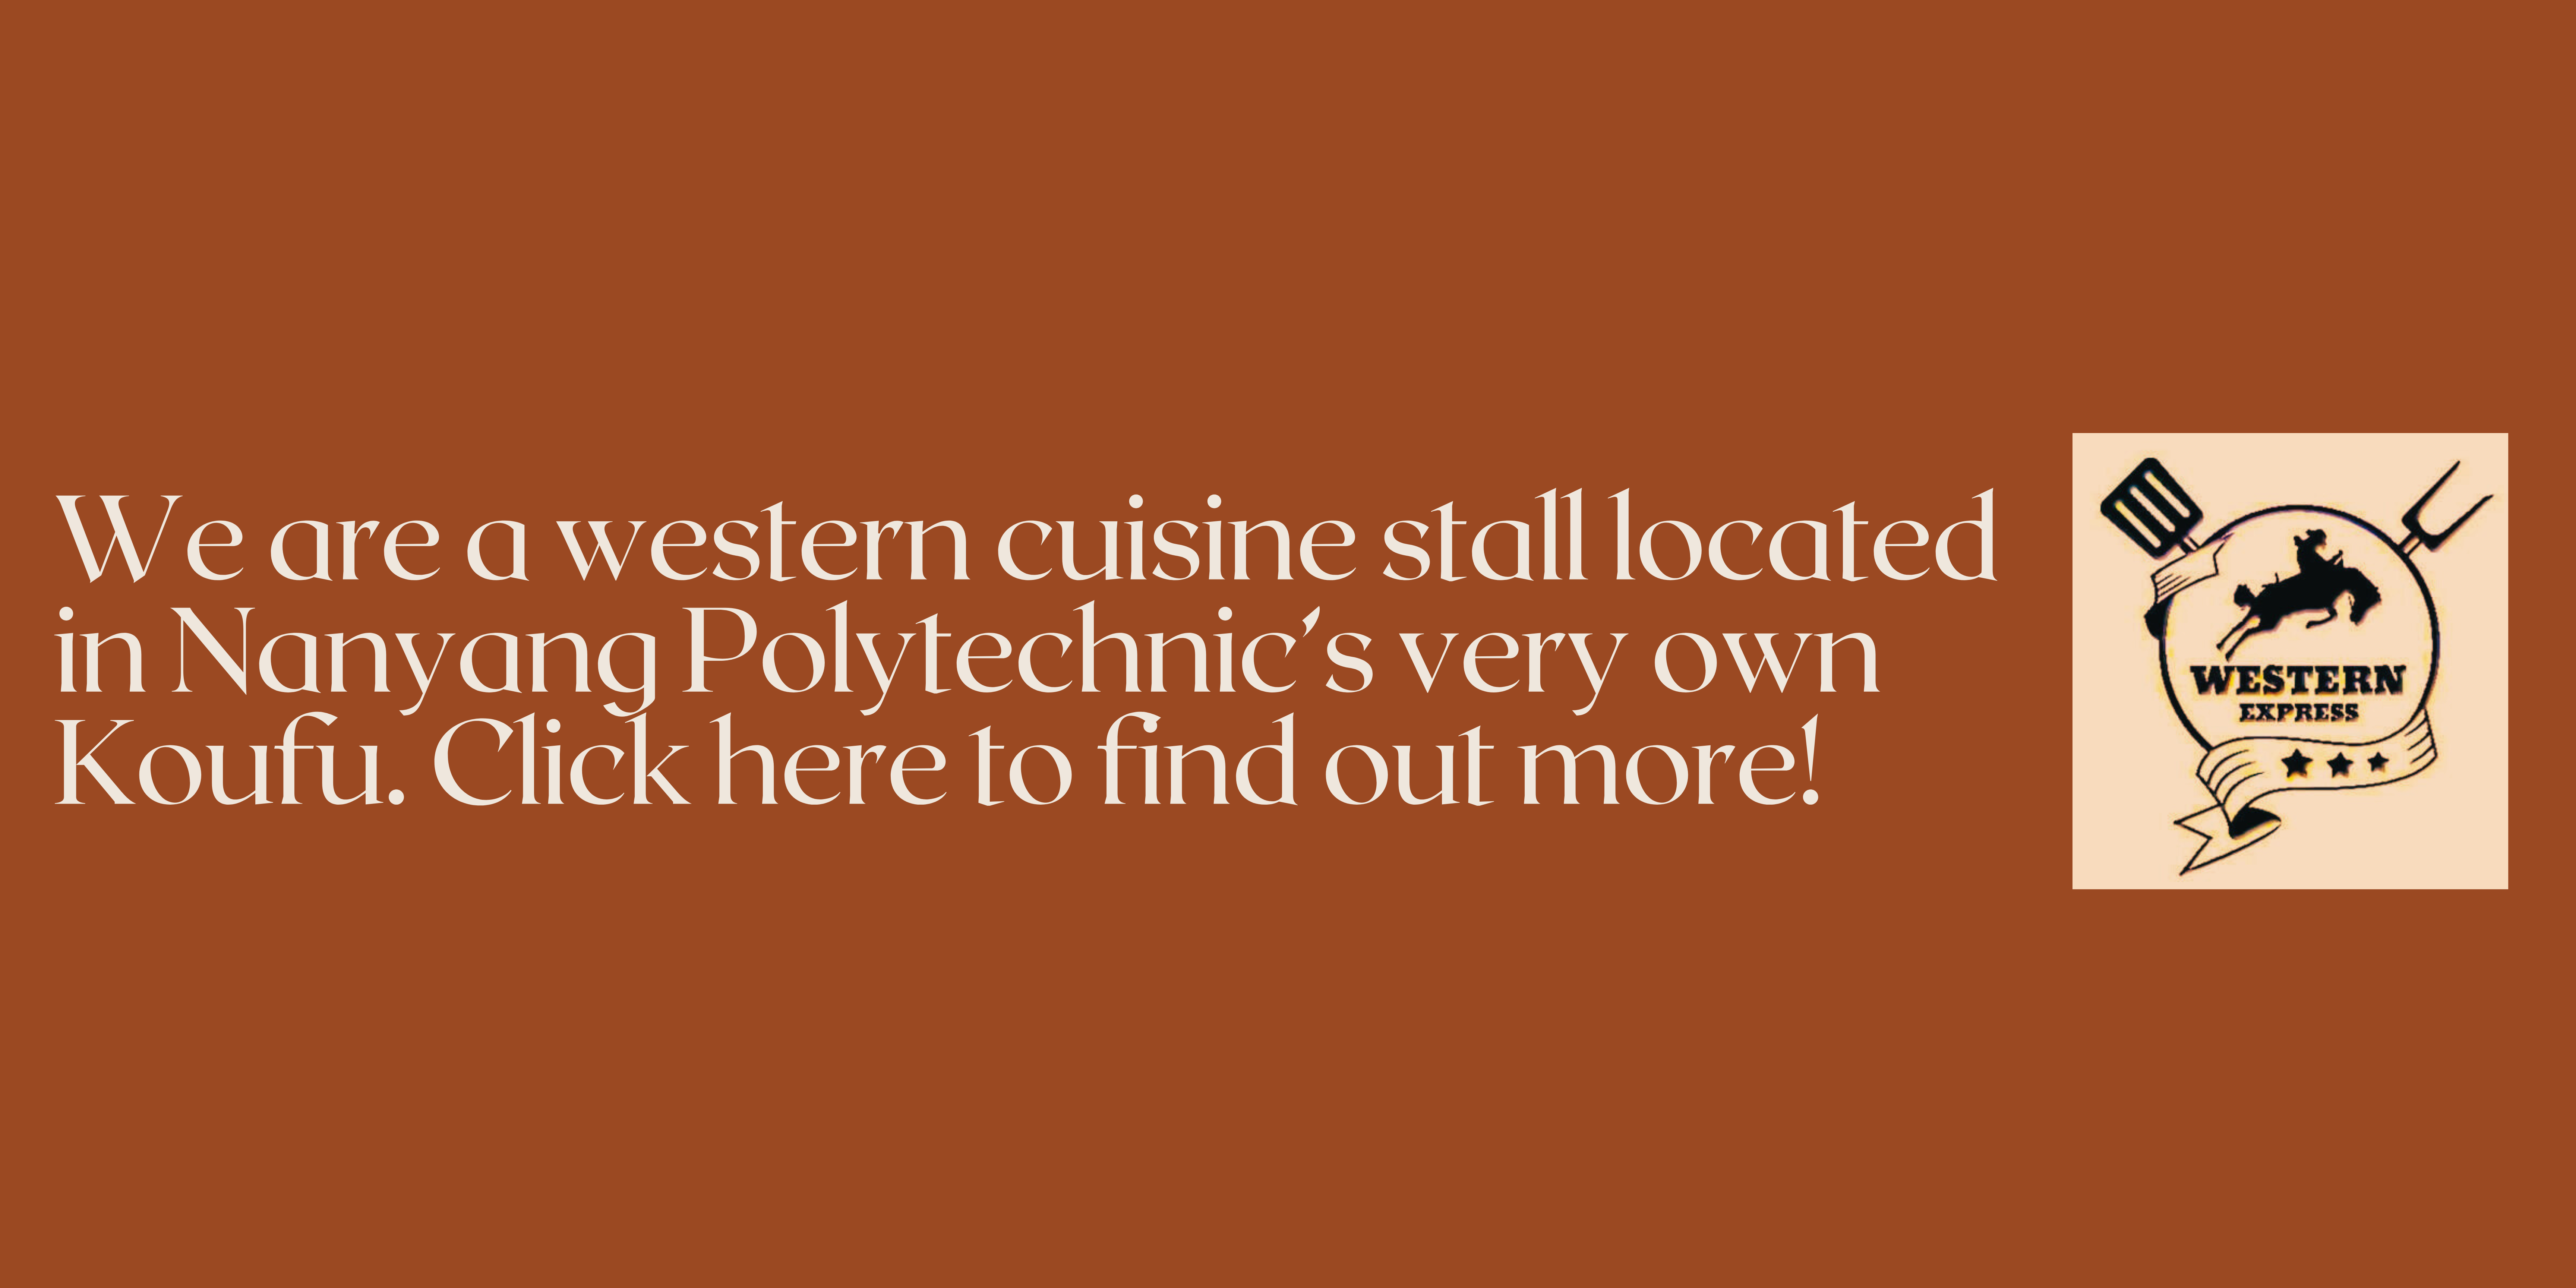 We are a western cuisine stall located
in Nanyang Polytechnic’s very own
Koufu. Click here to find out more!
WESTERN
EXPRESS